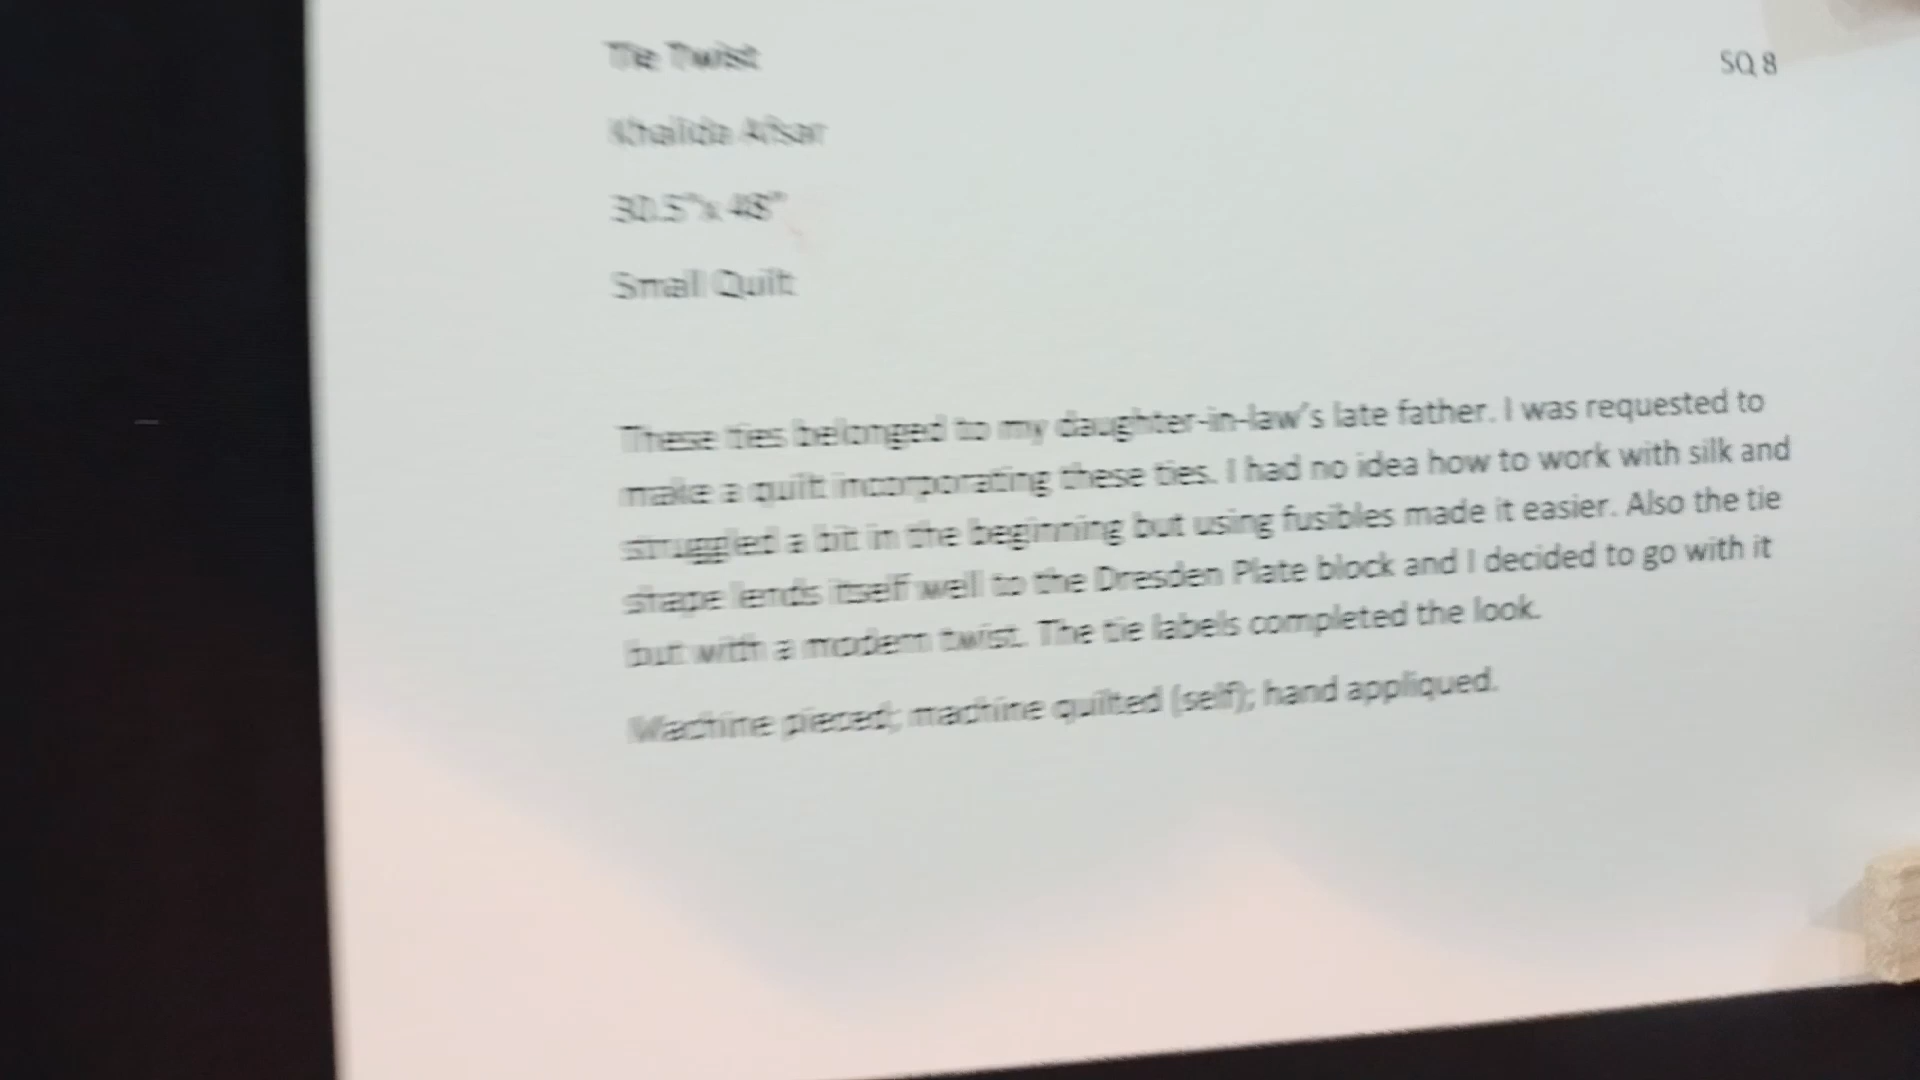 Tie Twist
SQ 8
Khalida Afsar
30.5"x 48"
Small Quilt
These ties belonged to my daughter-in-law's late father. I was requested to
make a quilt incorporating these ties. I had no idea how to work with silk and
struggled a bit in the beginning but using fusibles made it easier. Also the tie
shape lends itself well to the Dresden Plate block and I decided to go with it
but with a modern twist. The tie labels completed the look.
Machine pieced; machine quilted (self); hand appliqued.